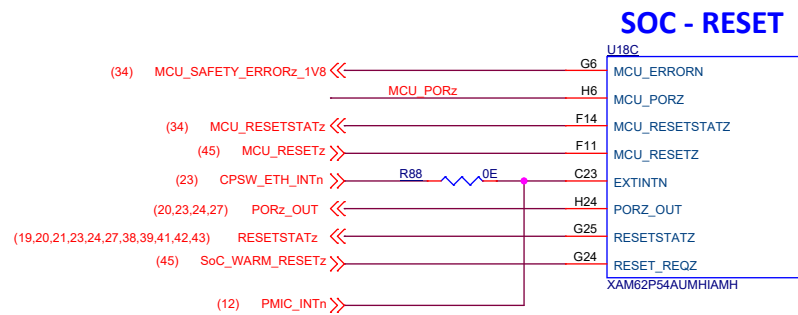 SOC - RESET
U18C
(34) MCU_SAFETY_ERRORz_1V8 G6 MCU_ERRORN
MCU_PORz H6 MCU_PORZ
(34) MCU_RESETSTATz F14 MCU_RESETSTATZ
(45) MCU_RESETz F11 MCU_RESETZ
(23) CPSW_ETH_INTn R88 0E C23 EXTINTN
(20,23,24,27) PORz_OUT H24 PORZ_OUT
(19,20,21,23,24,27,38,39,41,42,43) RESETSTATz G25 RESETSTATZ
(45) SoC_WARM_RESETz G24 RESET_REQZ
XAM62P54AUMHIAMH
(12) PMIC_INTn